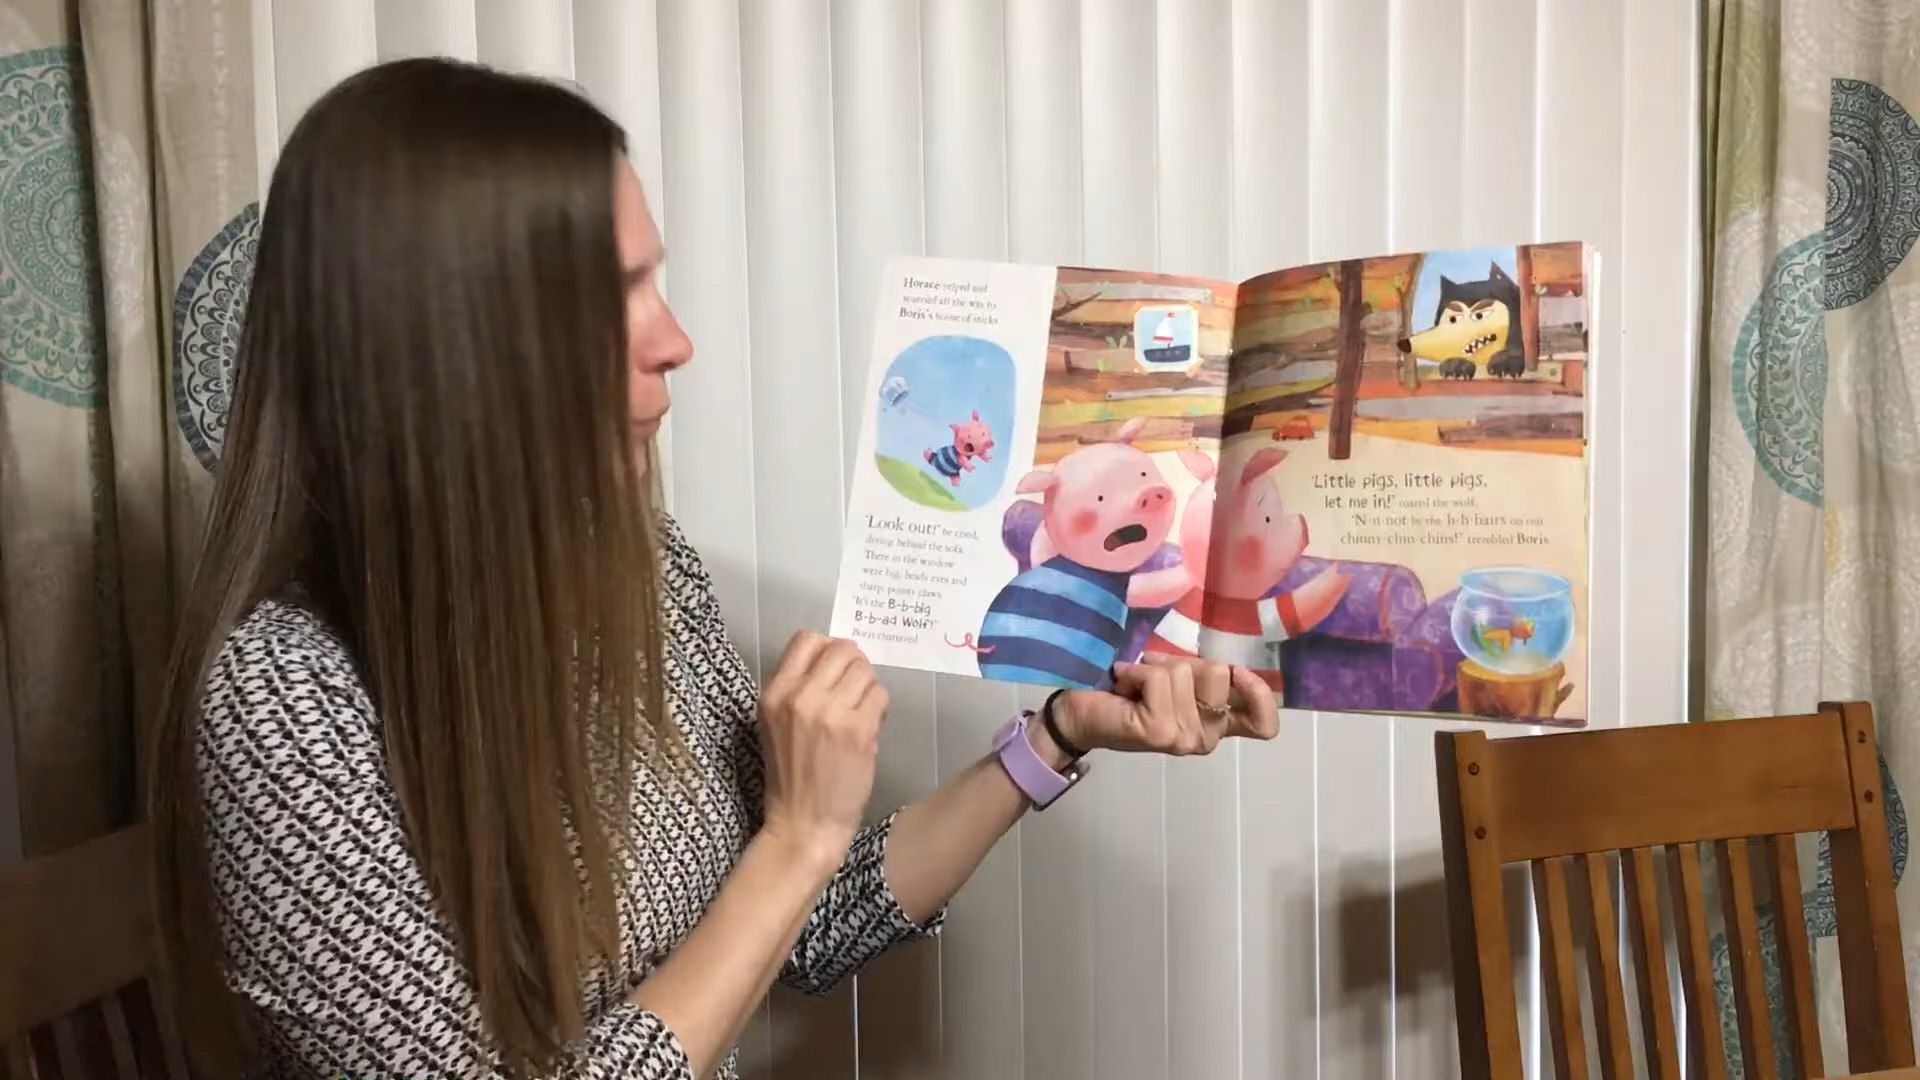 Horace yelped and
scurried all the way to
Boris's house of sticks.
'Look out!' he cried,
diving behind the sofa.
There in the window
were big, beady eyes and
sharp, pointy claws.
'It's the B-b-big
B-b-ad Wolf!'
Boris chattered.
'Little pigs, little pigs,
let me in!' roared the wolf.
'N-n-not by the h-h-hairs on our
chinny-chin-chins!' trembled Boris.